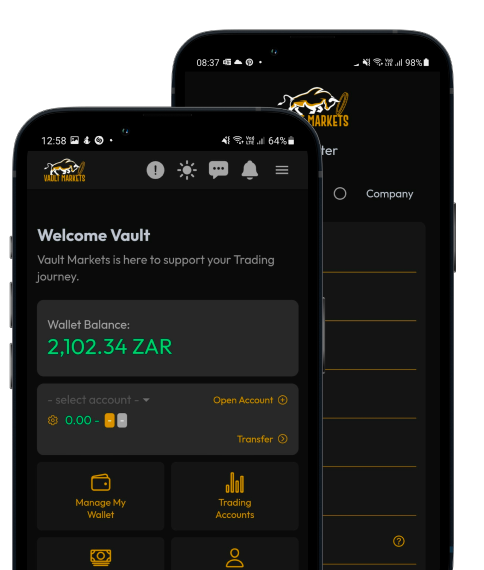 08:37
98%
MARKETS
ter
Company
12:58
64%
VAULT MARKETS
Welcome Vault
Vault Markets is here to support your Trading
journey.
Wallet Balance:
2,102.34 ZAR
- select account -
Open Account
0.00 - - -
Transfer
Manage My
Wallet
Trading
Accounts